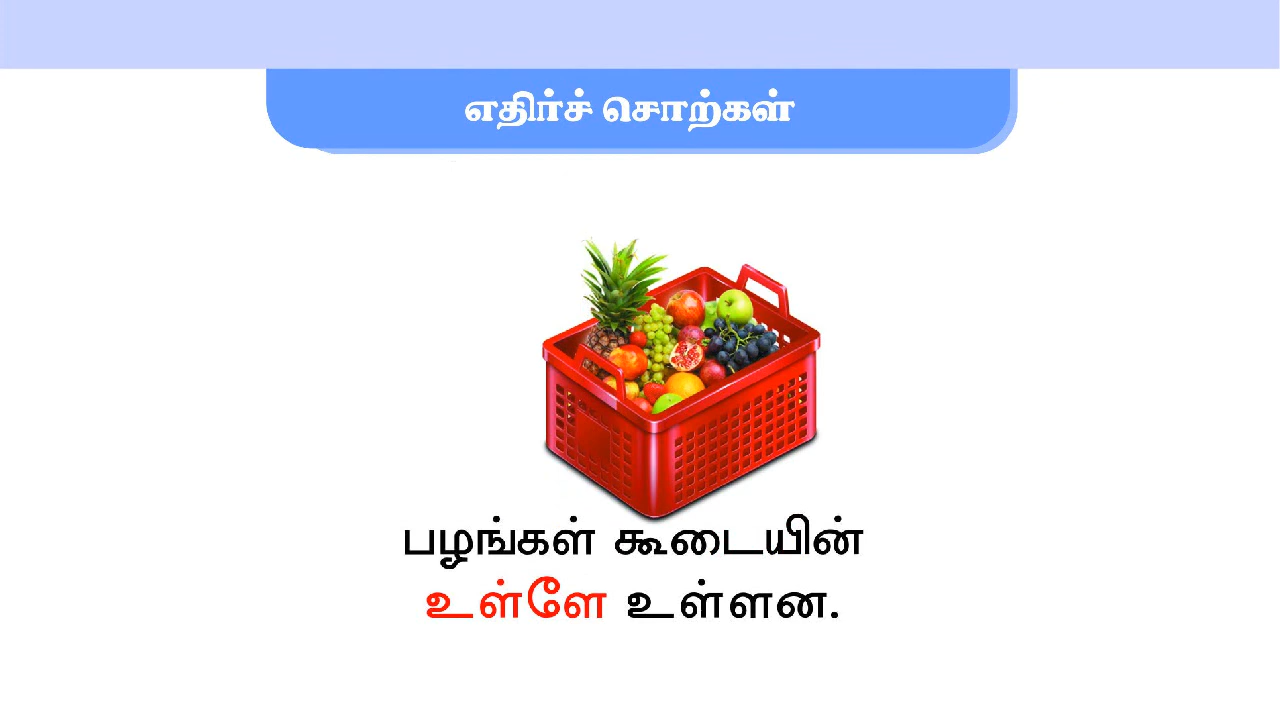 எதிர்ச் சொற்கள்
பழங்கள் கூடையின்
உள்ளே உள்ளன.